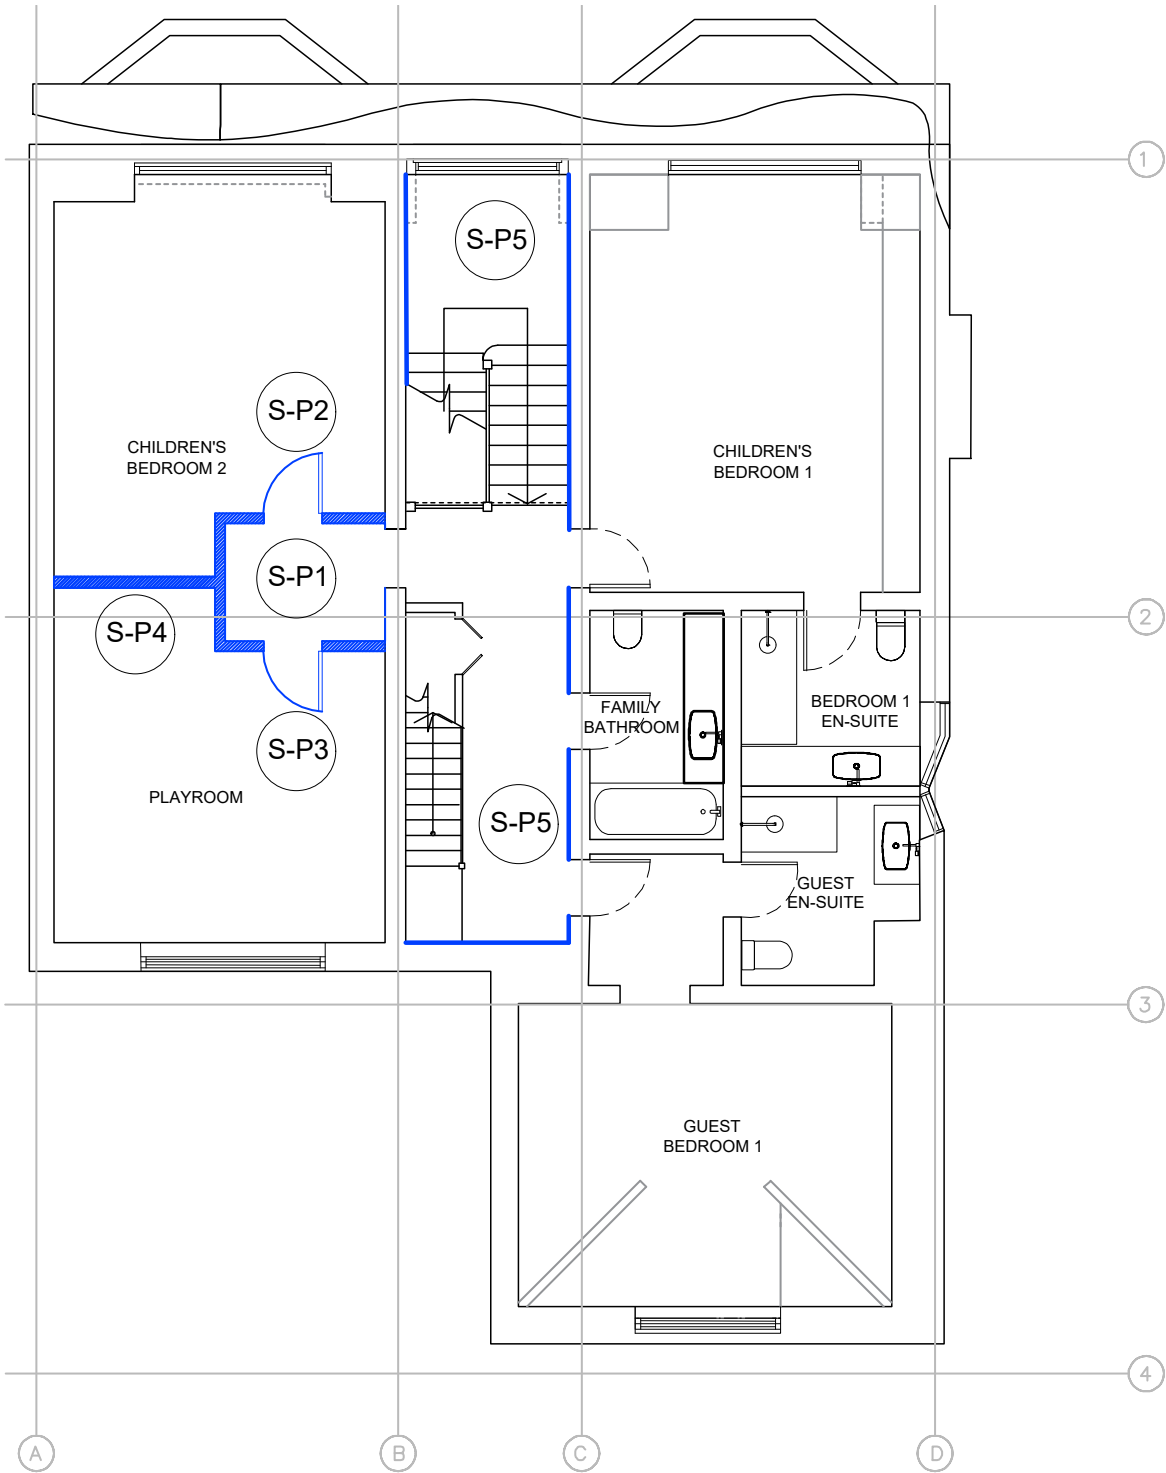 1
S-P5
S-P2
CHILDREN'S
BEDROOM 2
CHILDREN'S
BEDROOM 1
S-P1
2
S-P4
BEDROOM 1
EN-SUITE
FAMILY
BATHROOM
S-P3
PLAYROOM
S-P5
GUEST
EN-SUITE
3
GUEST
BEDROOM 1
4
A
B
C
D